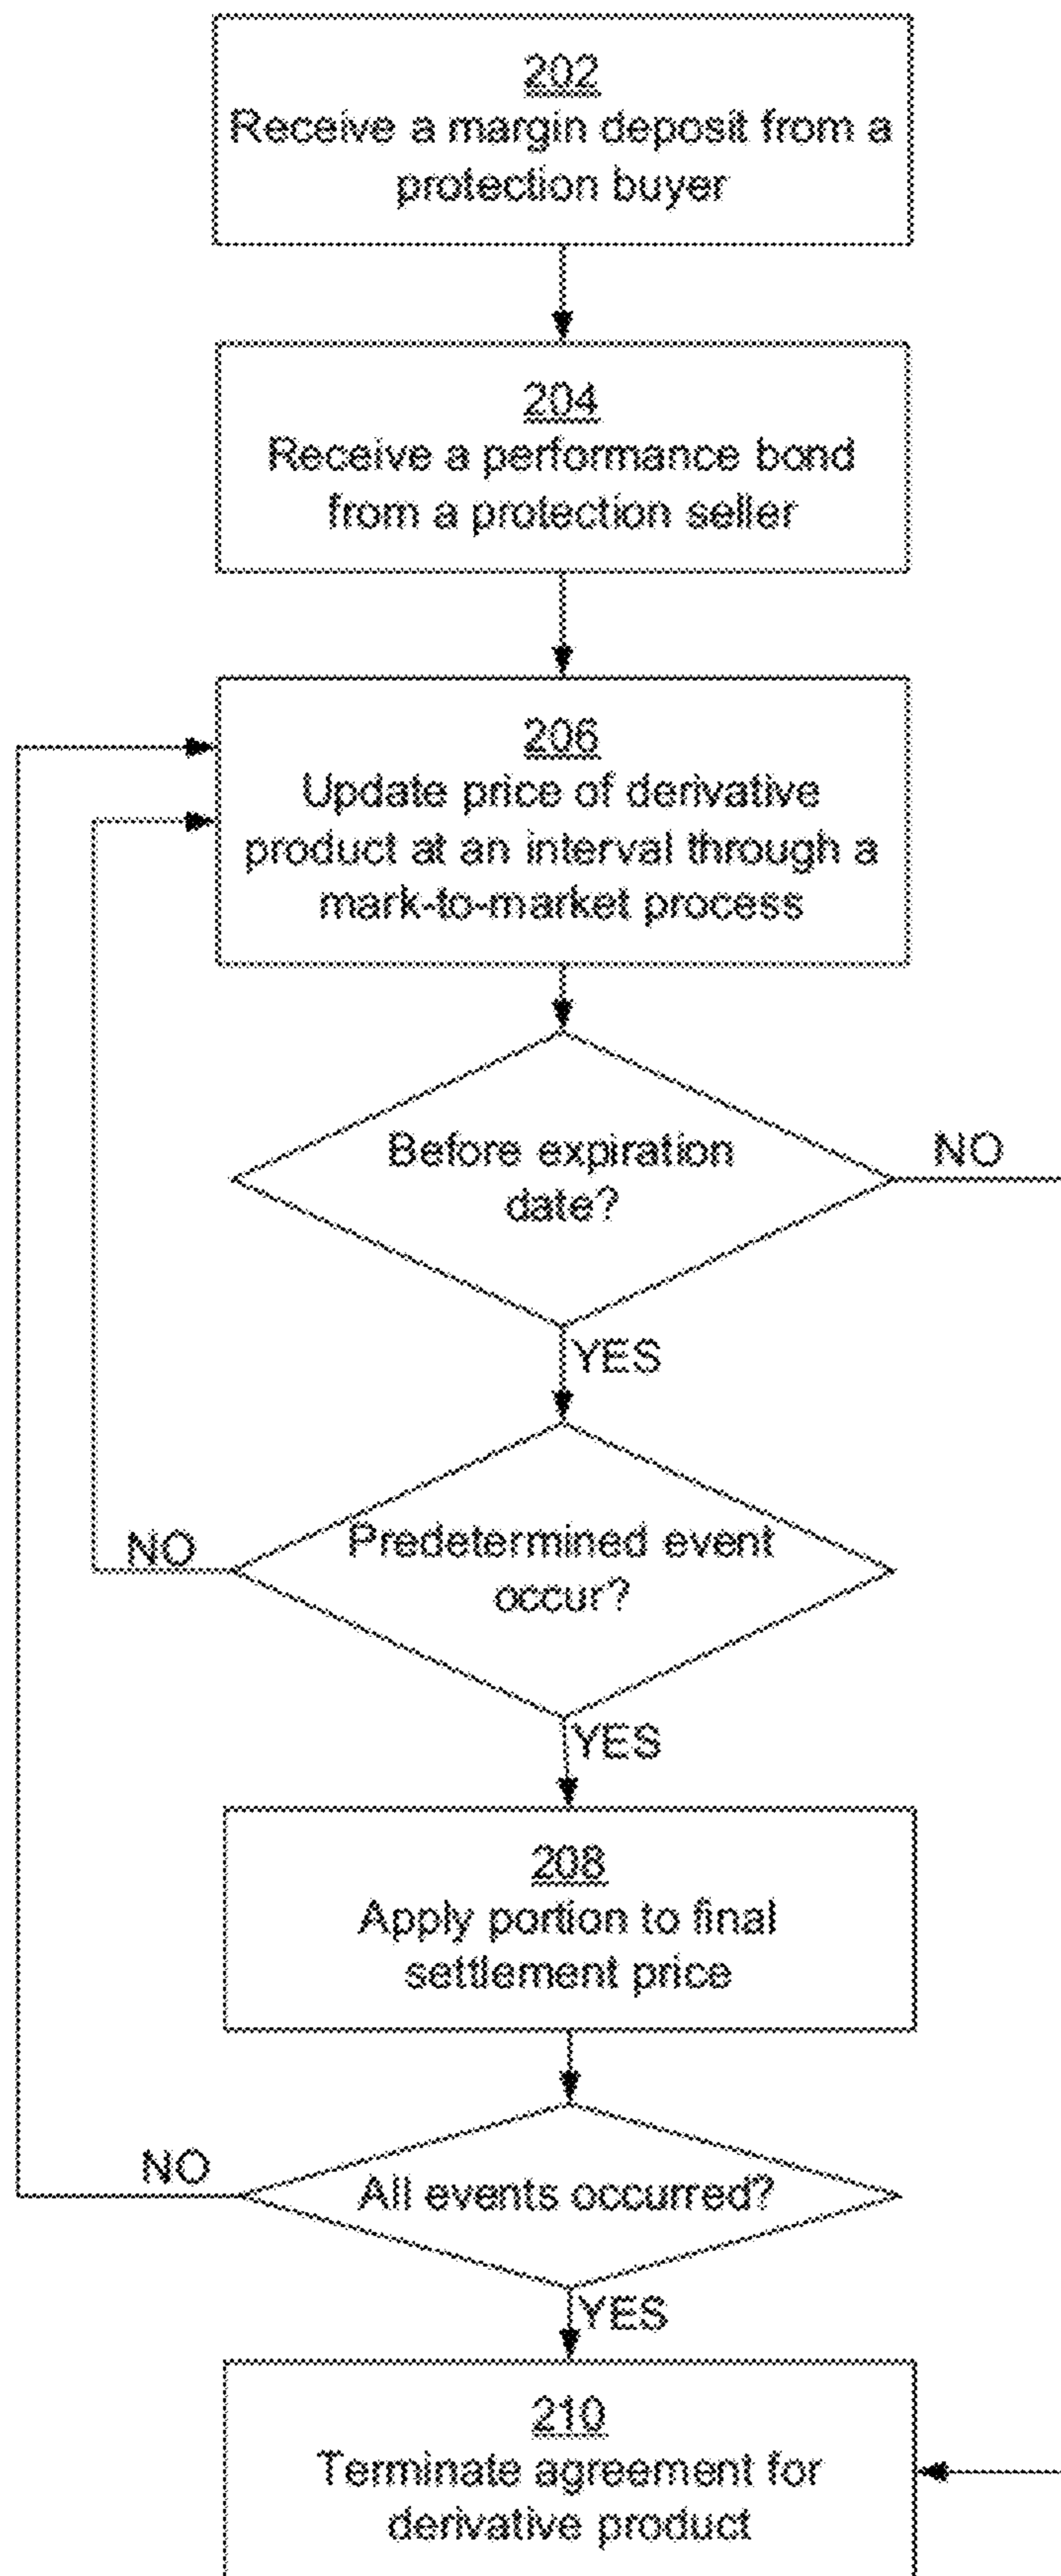 202
Receive a margin deposit from a
protection buyer
204
Receive a performance bond
from a protection seller
206
Update price of derivative
product at an interval through a
mark-to-market process
Before expiration
date?
NO
YES
Predetermined event
occur?
NO
YES
208
Apply portion to final
settlement price
All events occurred?
NO
YES
210
Terminate agreement for
derivative product